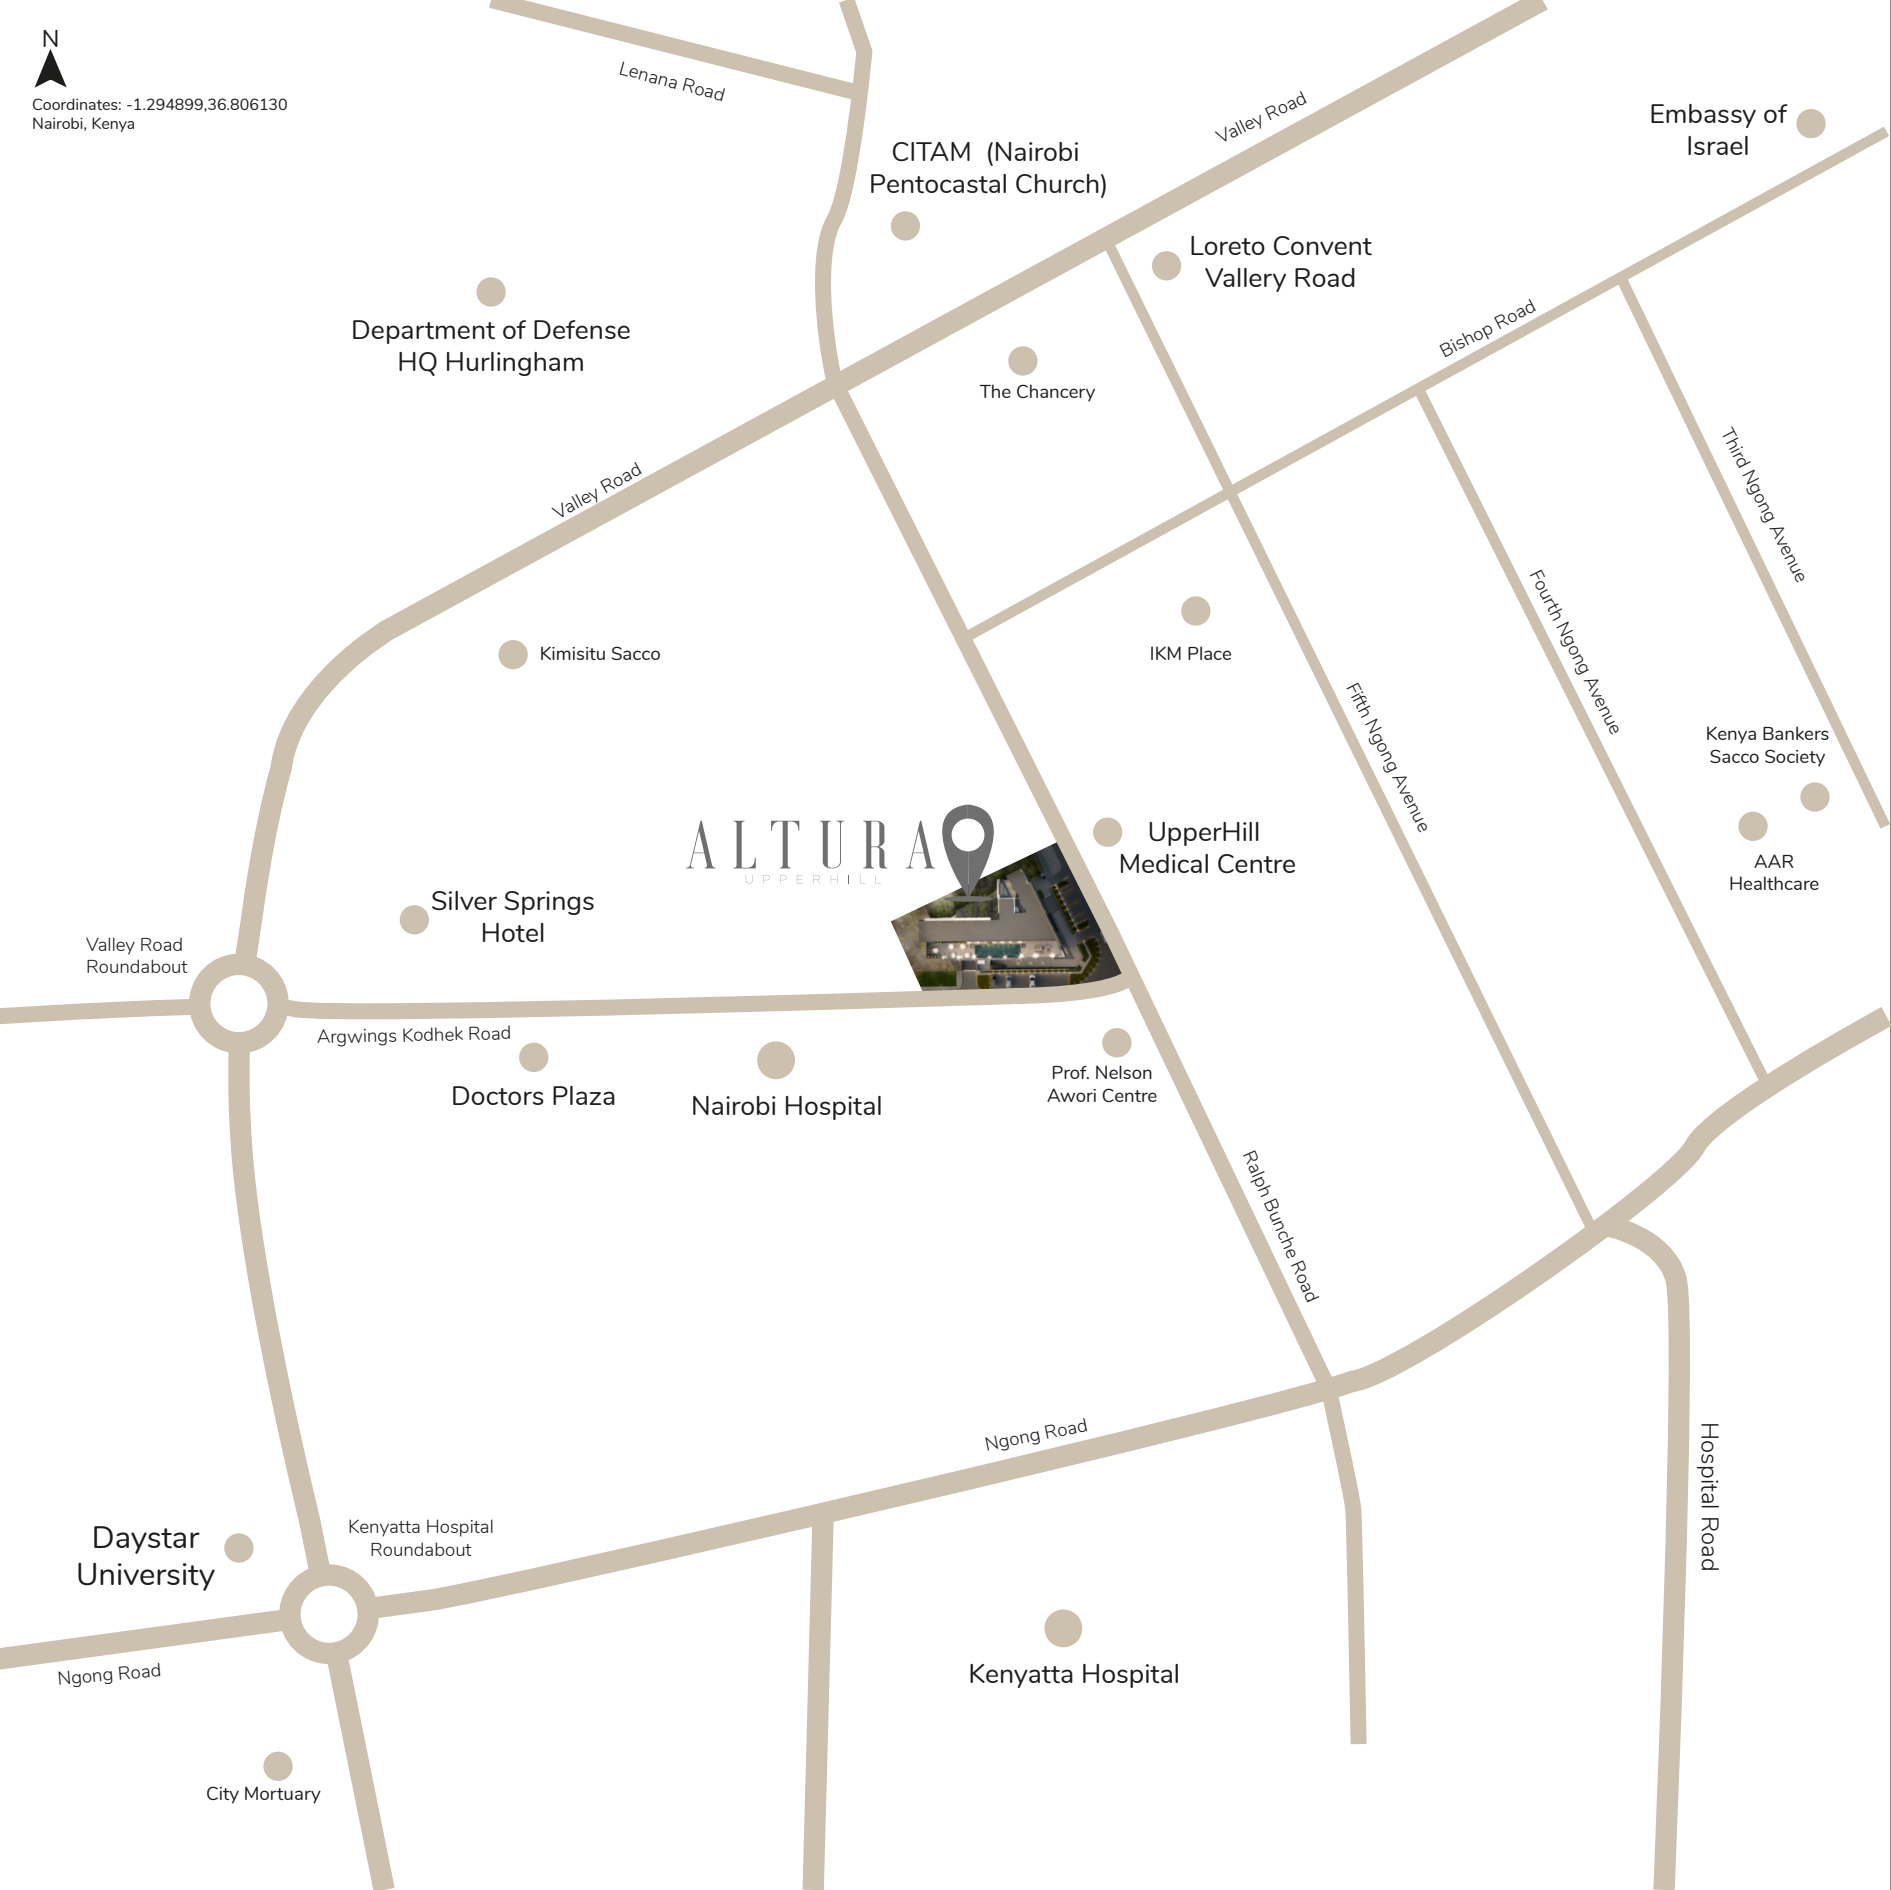 N
Coordinates: -1.294899,36.806130
Nairobi, Kenya
Lenana Road
Valley Road
Embassy of
Israel
CITAM (Nairobi
Pentocastal Church)
Loreto Convent
Vallery Road
Department of Defense
HQ Hurlingham
Bishop Road
The Chancery
Valley Road
Third Ngong Avenue
Fourth Ngong Avenue
Kimisitu Sacco
IKM Place
Fifth Ngong Avenue
Kenya Bankers
Sacco Society
ALTURA
UPPERHILL
UpperHill
Medical Centre
AAR
Healthcare
Silver Springs
Hotel
Valley Road
Roundabout
Argwings Kodhek Road
Doctors Plaza
Nairobi Hospital
Prof. Nelson
Awori Centre
Ralph Bunche Road
Ngong Road
Hospital Road
Daystar
University
Kenyatta Hospital
Roundabout
Ngong Road
Kenyatta Hospital
City Mortuary